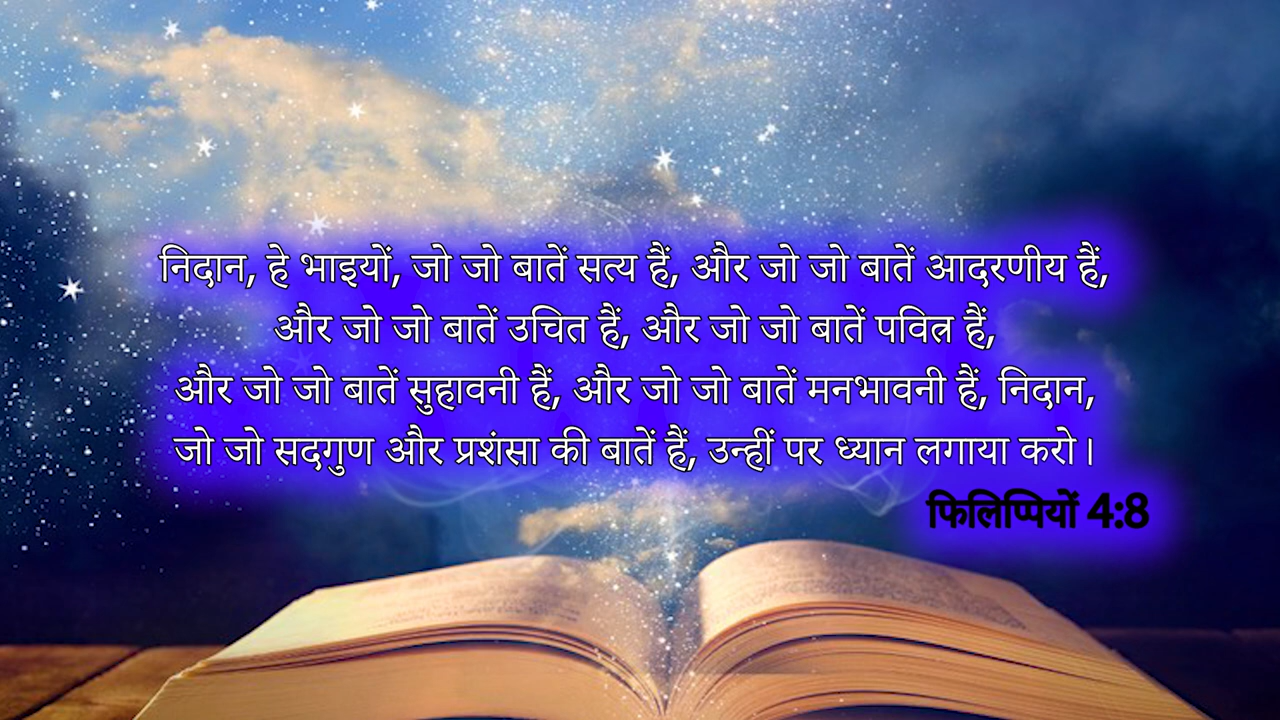 निदान, हे भाइयों, जो जो बातें सत्य हैं, और जो जो बातें आदरणीय हैं,
और जो जो बातें उचित हैं, और जो जो बातें पवित्र हैं,
और जो जो बातें सुहावनी हैं, और जो जो बातें मनभावनी हैं, निदान,
जो जो सदगुण और प्रशंसा की बातें हैं, उन्हीं पर ध्यान लगाया करो।
फिलिप्पियों 4:8